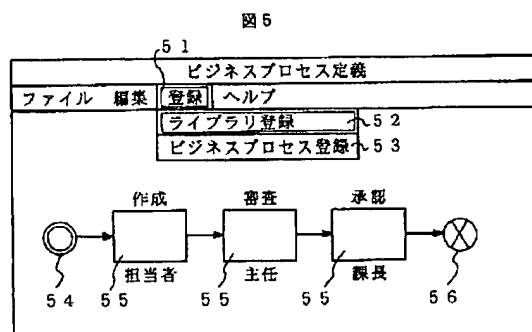 図5
51
ビジネスプロセス定義
ファイル 編集 登録 ヘルプ
ライブラリ登録 52
ビジネスプロセス登録 53
作成 審査 承認
担当者 主任 課長
54 55 55 55 56